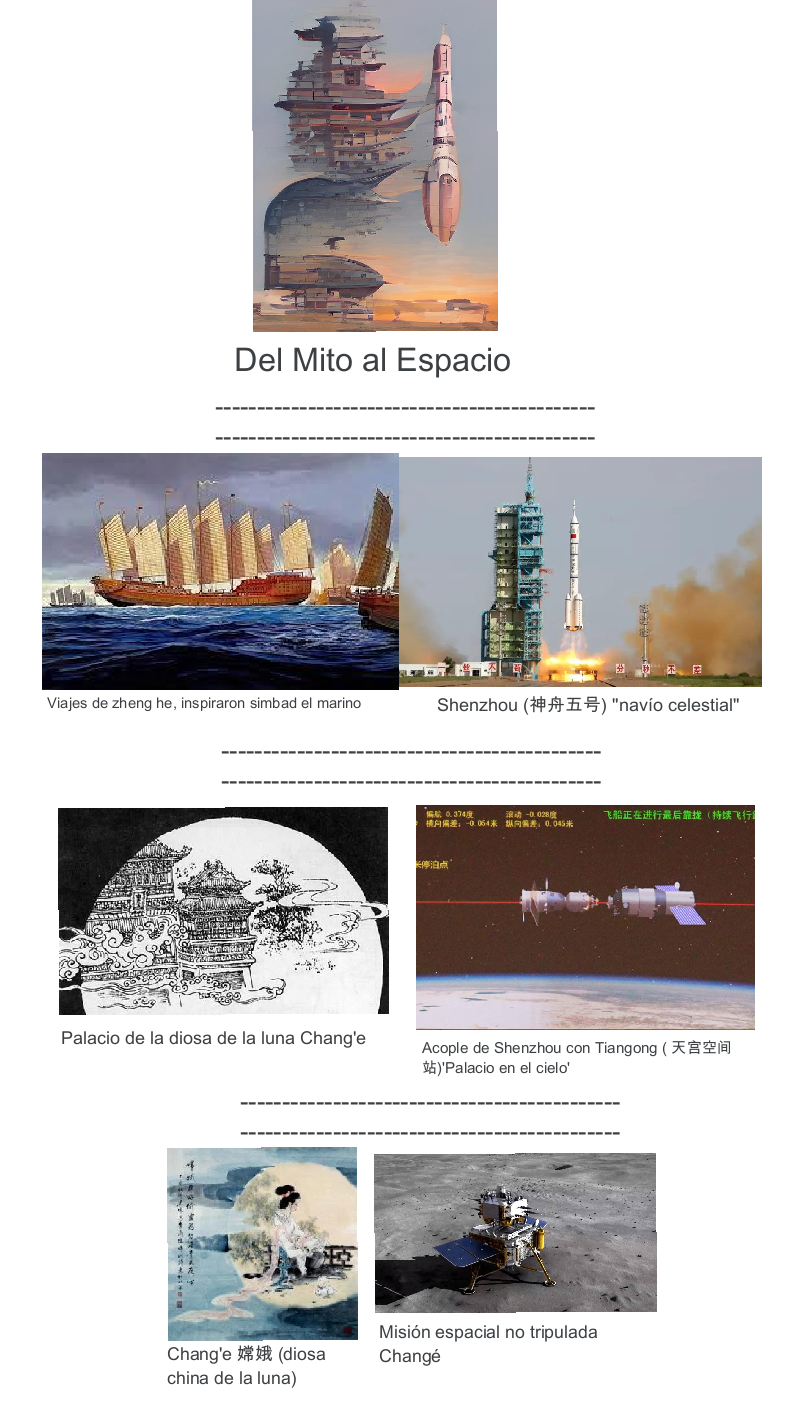 Del Mito al Espacio
--------------------------------------------
--------------------------------------------
Viajes de zheng he, inspiraron simbad el marino
Shenzhou (神舟五号) "navío celestial"
--------------------------------------------
--------------------------------------------
偏航 0.374度 滚动 -0.028度
横向偏差: -0.064米 纵向偏差: 0.045米
飞船正在进行最后靠拢
米停泊点
Palacio de la diosa de la luna Chang'e
Acople de Shenzhou con Tiangong ( 天宫空间
站)'Palacio en el cielo'
--------------------------------------------
--------------------------------------------
Chang'e 嫦娥 (diosa
china de la luna)
Misión espacial no tripulada
Changé